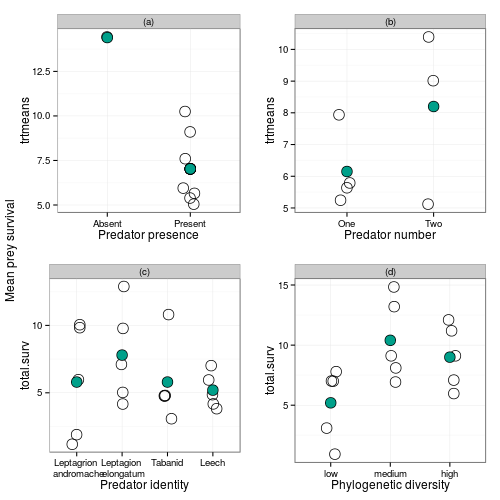 Mean prey survival
(a)
trtmeans
12.5
10.0
7.5
5.0
Absent Present
Predator presence
(b)
trtmeans
10
9
8
7
6
5
One Two
Predator number
(c)
total.surv
10
5
Leptagrion Leptagion Tabanid Leech
andromache elongatum
Predator identity
(d)
total.surv
15
10
5
low medium high
Phylogenetic diversity